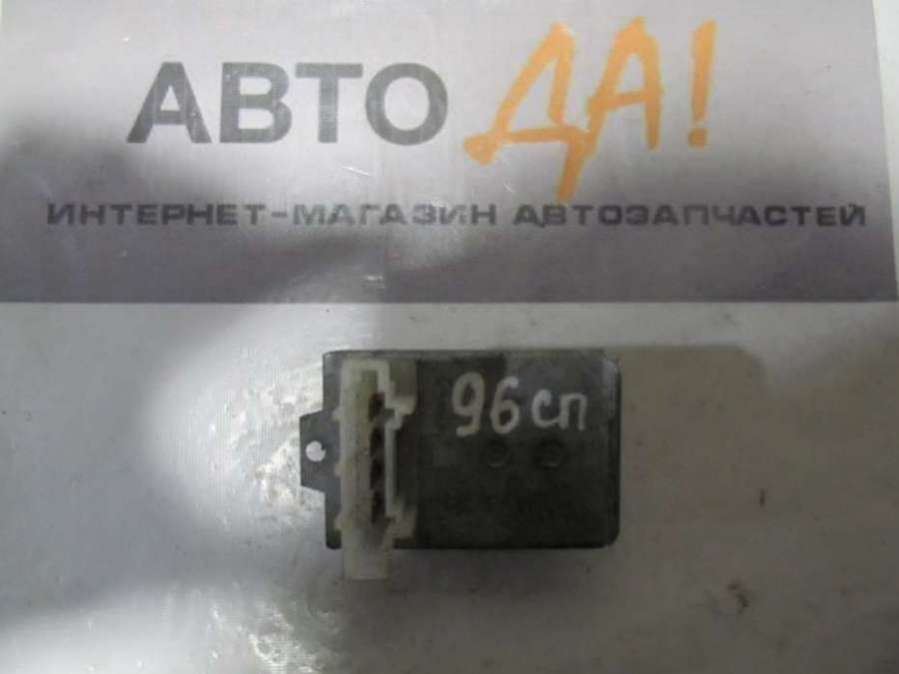 АВТО ДА!
ИНТЕРНЕТ-МАГАЗИН АВТОЗАПЧАСТЕЙ
96 сп